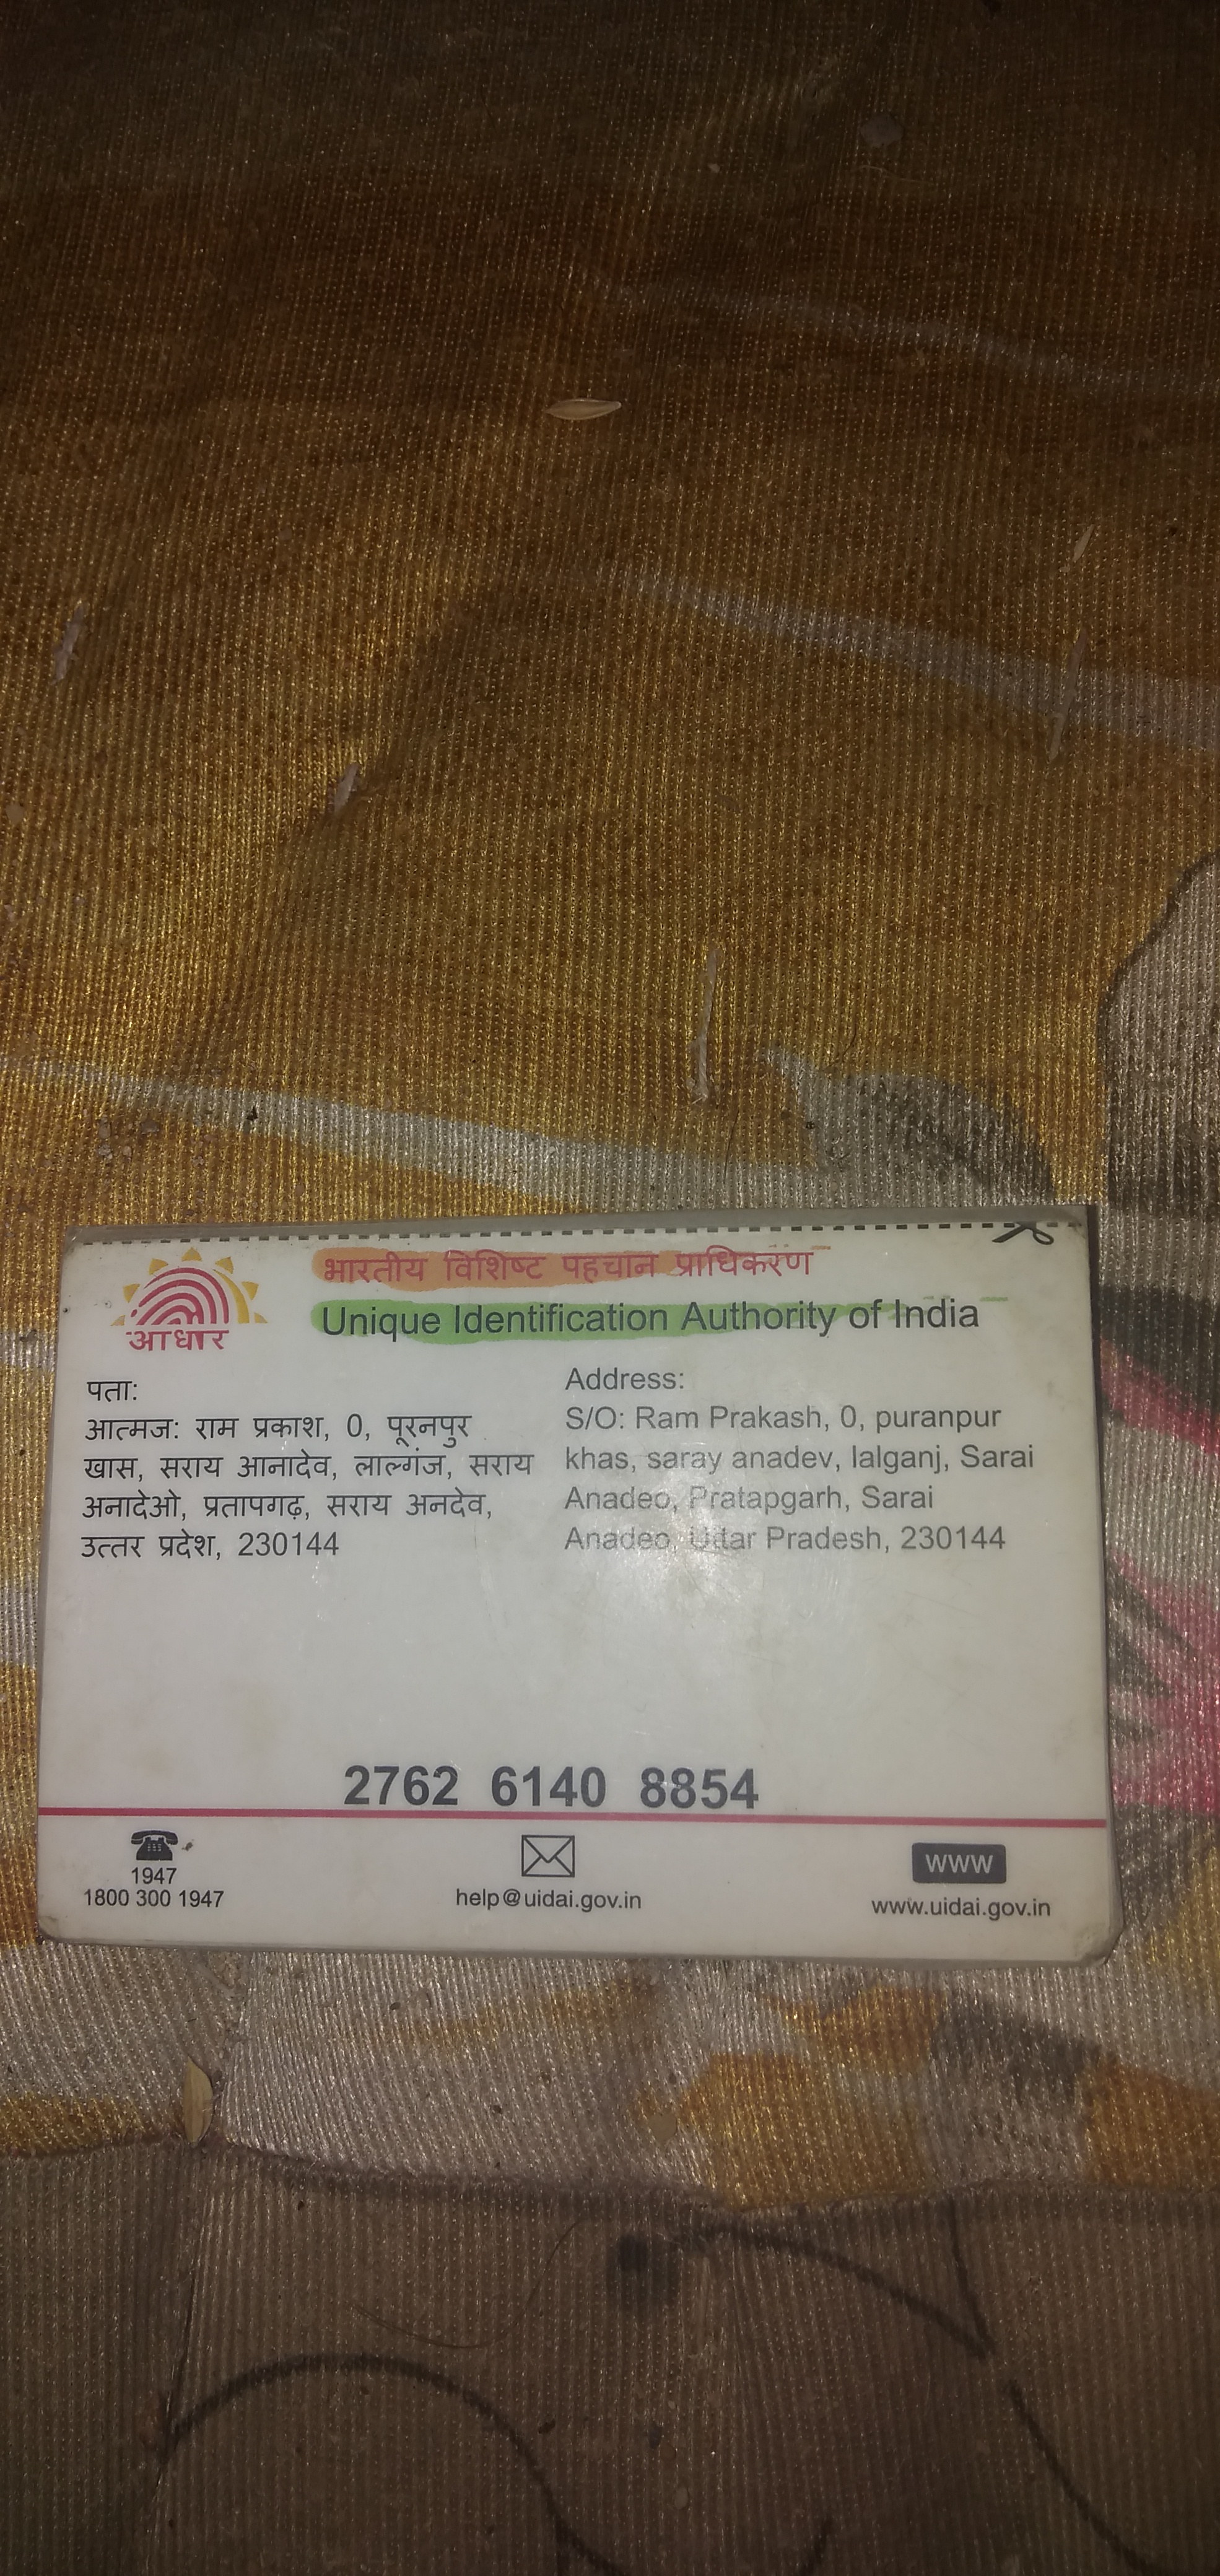 आधार
भारतीय विशिष्ट पहचान प्राधिकरण
Unique Identification Authority of India
पता:
आत्मज: राम प्रकाश, 0, पूरनपुर
खास, सराय आनादेव, लाल्गंज, सराय
अनादेओ, प्रतापगढ़, सराय अनदेव,
उत्तर प्रदेश, 230144
Address:
S/O: Ram Prakash, 0, puranpur
khas, saray anadev, lalganj, Sarai
Anadeo, Pratapgarh, Sarai
Anadeo, Uttar Pradesh, 230144
2762 6140 8854
1947
1800 300 1947
help@uidai.gov.in
www
www.uidai.gov.in